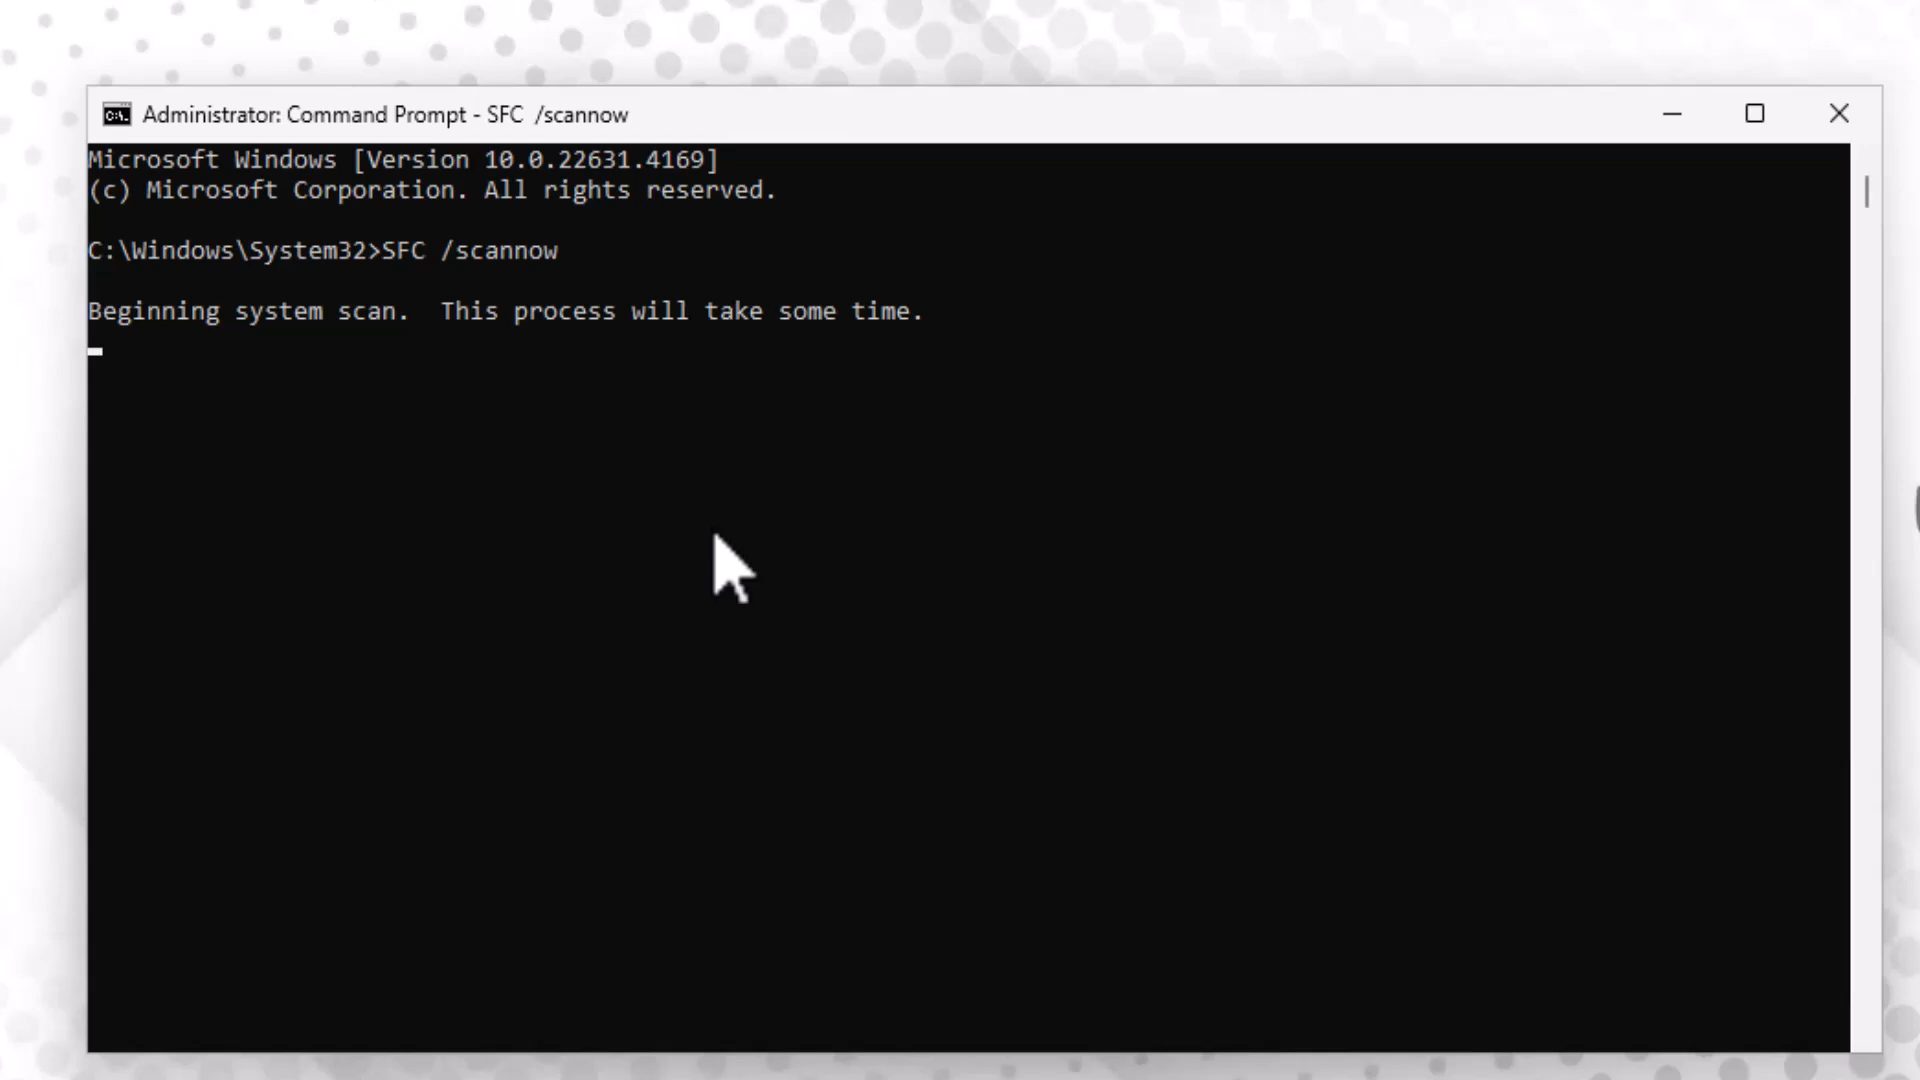 Administrator: Command Prompt - SFC  /scannow
Microsoft Windows [Version 10.0.22631.4169]
(c) Microsoft Corporation. All rights reserved.
C:\Windows\System32>SFC /scannow
Beginning system scan.  This process will take some time.